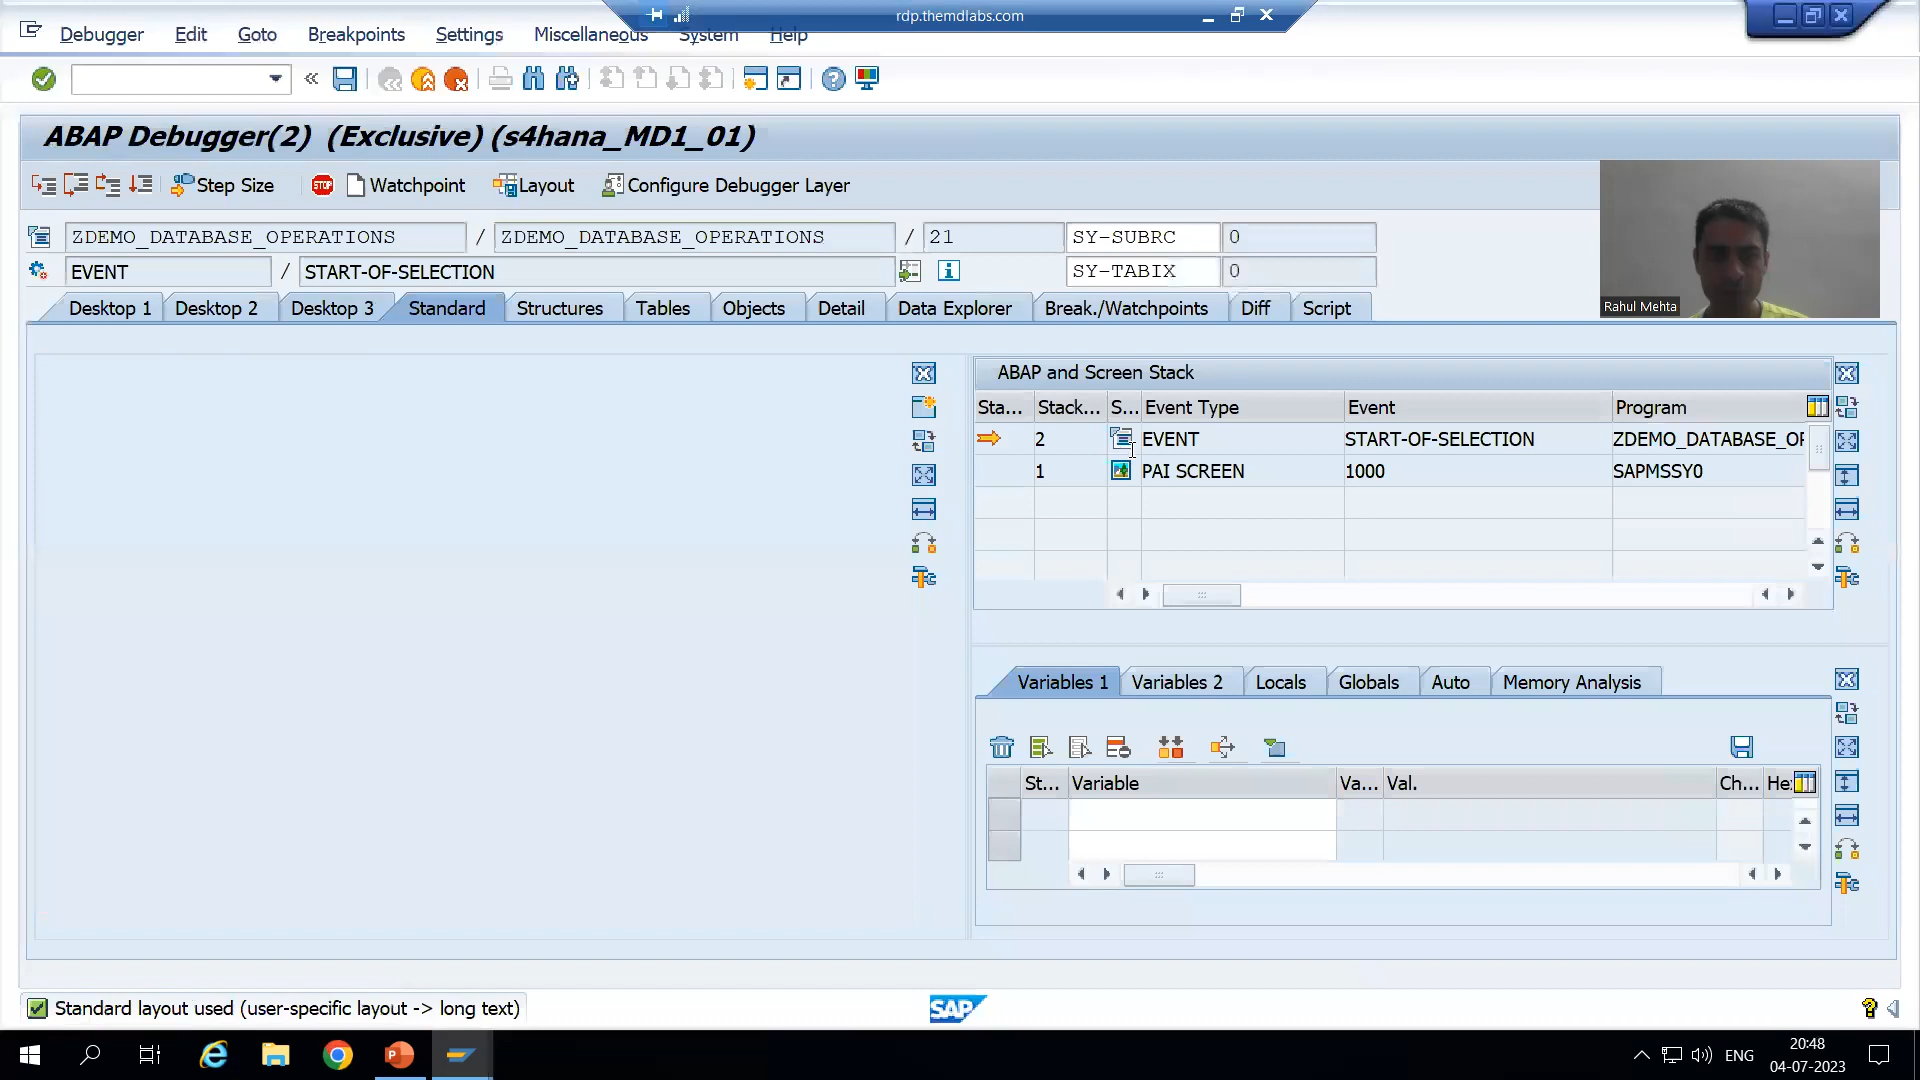 rdp.themdlabs.com
Debugger Edit Goto Breakpoints Settings Miscellaneous System Help
ABAP Debugger(2) (Exclusive) (s4hana_MD1_01)
Step Size STOP Watchpoint Layout Configure Debugger Layer
ZDEMO_DATABASE_OPERATIONS / ZDEMO_DATABASE_OPERATIONS / 21 SY-SUBRC 0
EVENT / START-OF-SELECTION SY-TABIX 0
Rahul Mehta
Desktop 1 Desktop 2 Desktop 3 Standard Structures Tables Objects Detail Data Explorer Break./Watchpoints Diff Script
ABAP and Screen Stack
Sta... Stack... S... Event Type Event Program
2 EVENT START-OF-SELECTION ZDEMO_DATABASE_OP
1 PAI SCREEN 1000 SAPMSSY0
Variables 1 Variables 2 Locals Globals Auto Memory Analysis
St... Variable Va... Val. Ch... He
Standard layout used (user-specific layout -> long text)
SAP
ENG
20:48
04-07-2023